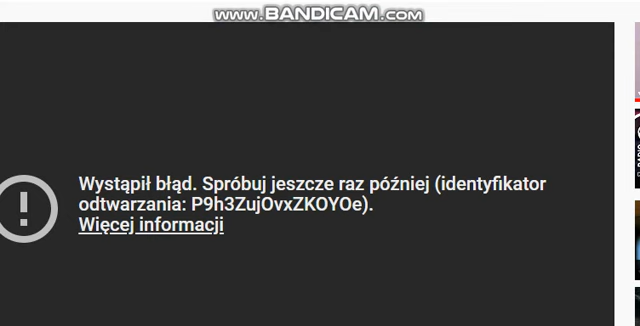 www.BANDICAM.com
Wystąpił błąd. Spróbuj jeszcze raz później (identyfikator
odtwarzania: P9h3ZujOvxZKOYOe).
Więcej informacji